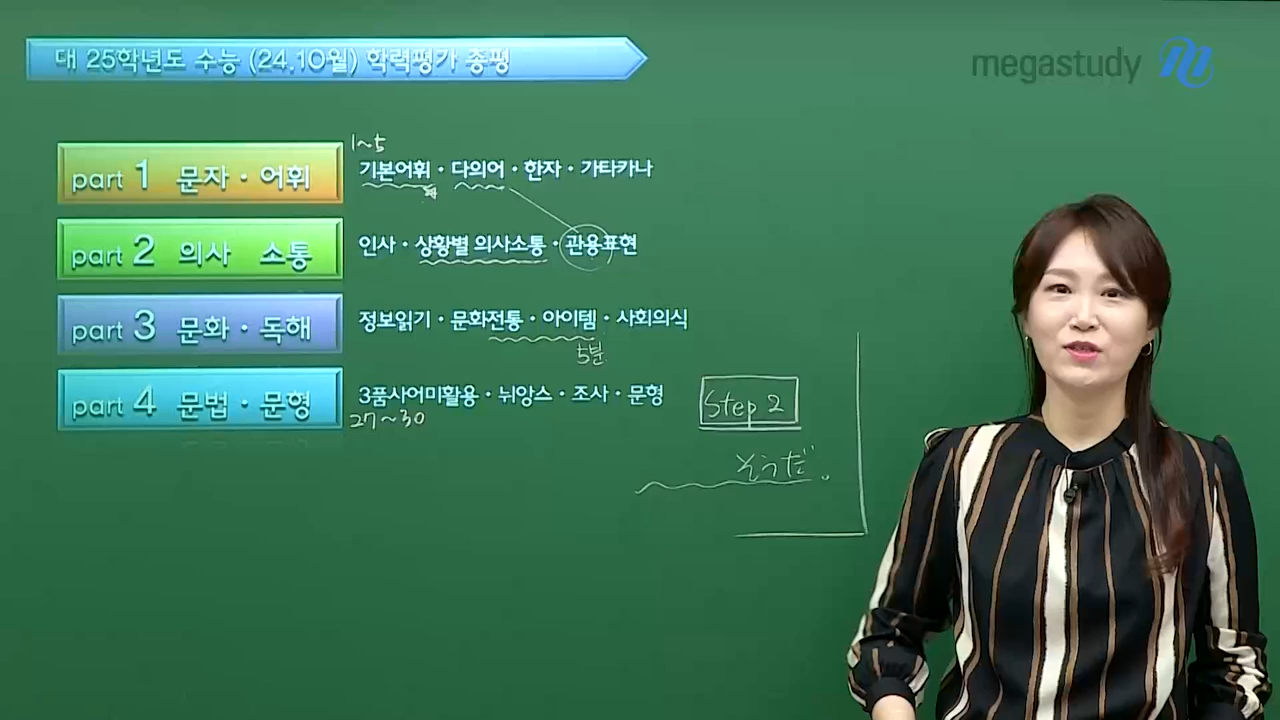 대 25학년도 수능 (24.10월) 학력평가 총평
megastudy
1~5
part 1 문자·어휘
기본어휘·다의어·한자·가타카나
part 2 의사 소통
인사·상황별 의사소통·관용표현
part 3 문화·독해
정보읽기·문화전통·아이템·사회의식
5분
part 4 문법·문형
3품사어미활용·뉘앙스·조사·문형
27~30
Step 2
そうだ。